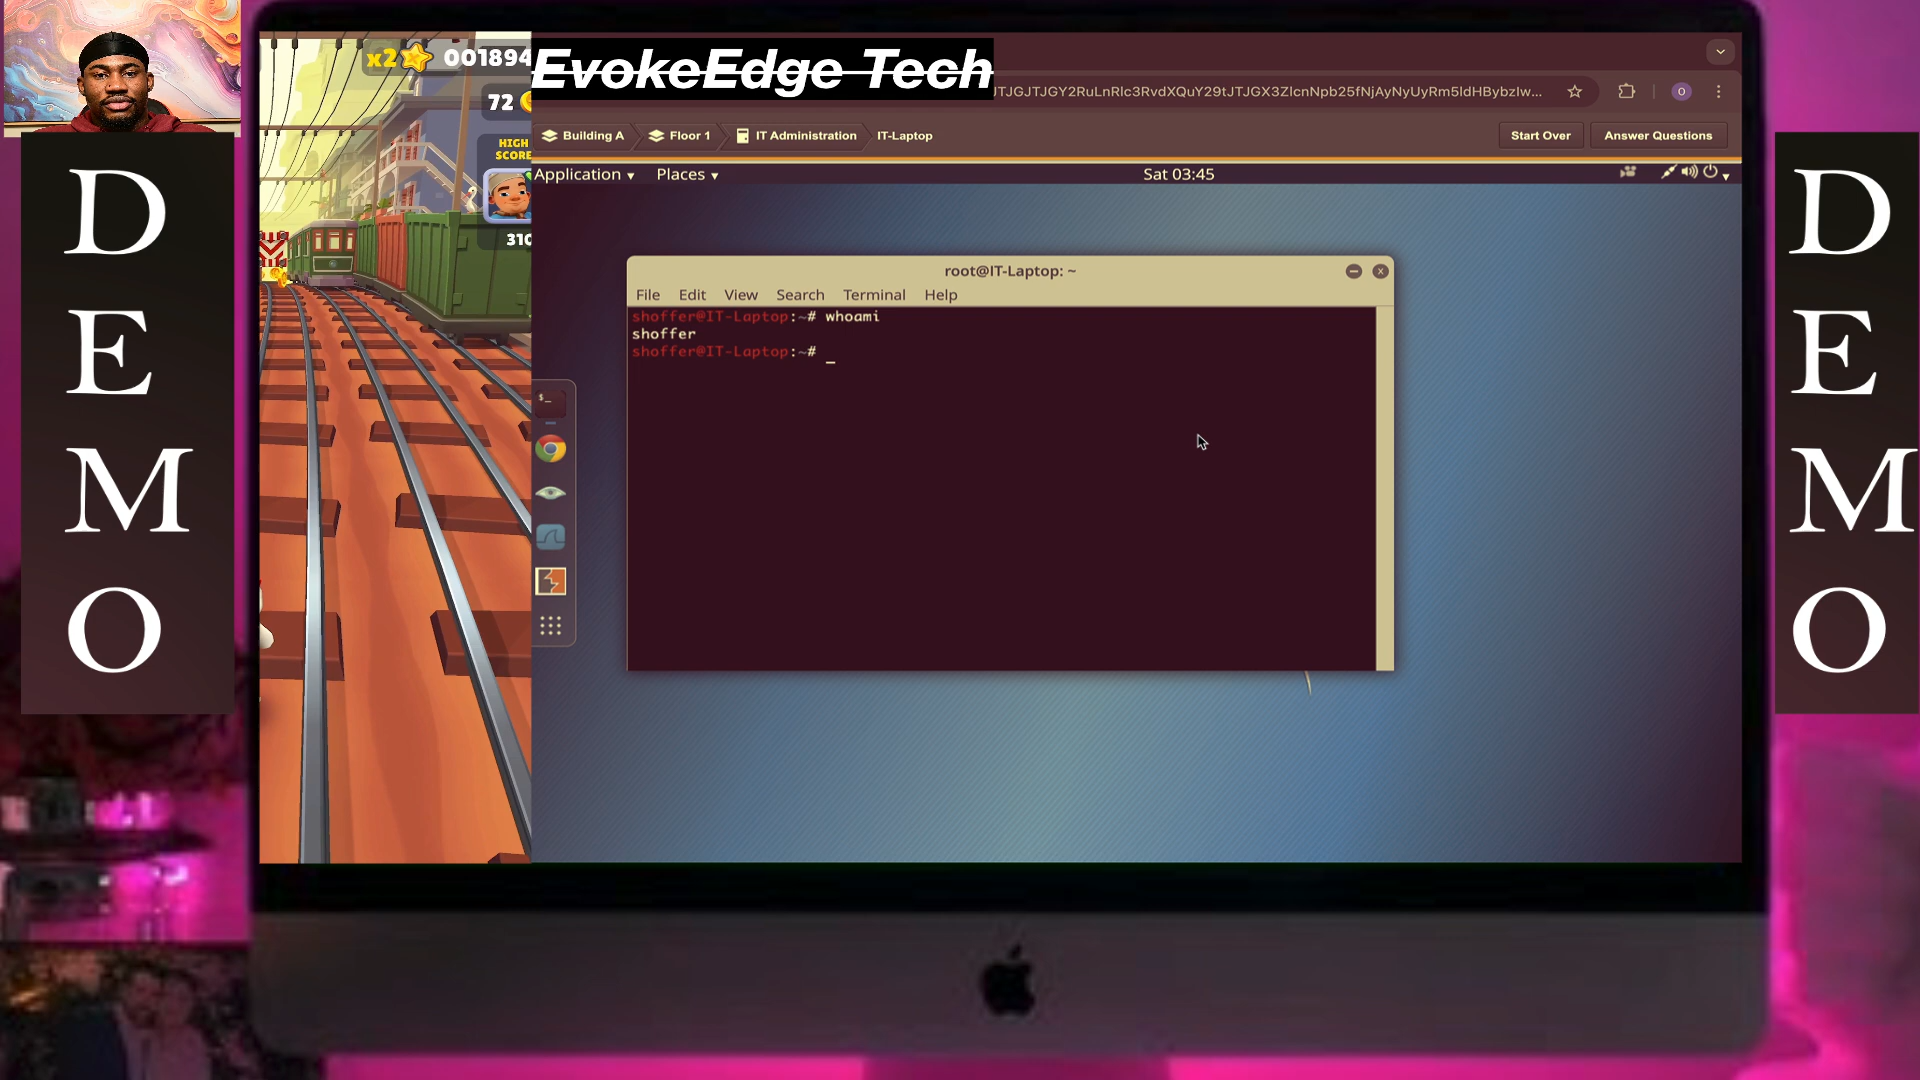 D
E
M
O
x2
001894
72
HIGH
SCORE
310
EvokeEdge Tech
Building A
Floor 1
IT Administration
IT-Laptop
Start Over
Answer Questions
Application
Places
Sat 03:45
root@IT-Laptop: ~
File Edit View Search Terminal Help
shoffer@IT-Laptop:~# whoami
shoffer
shoffer@IT-Laptop:~# _
$_
O
D
E
M
O